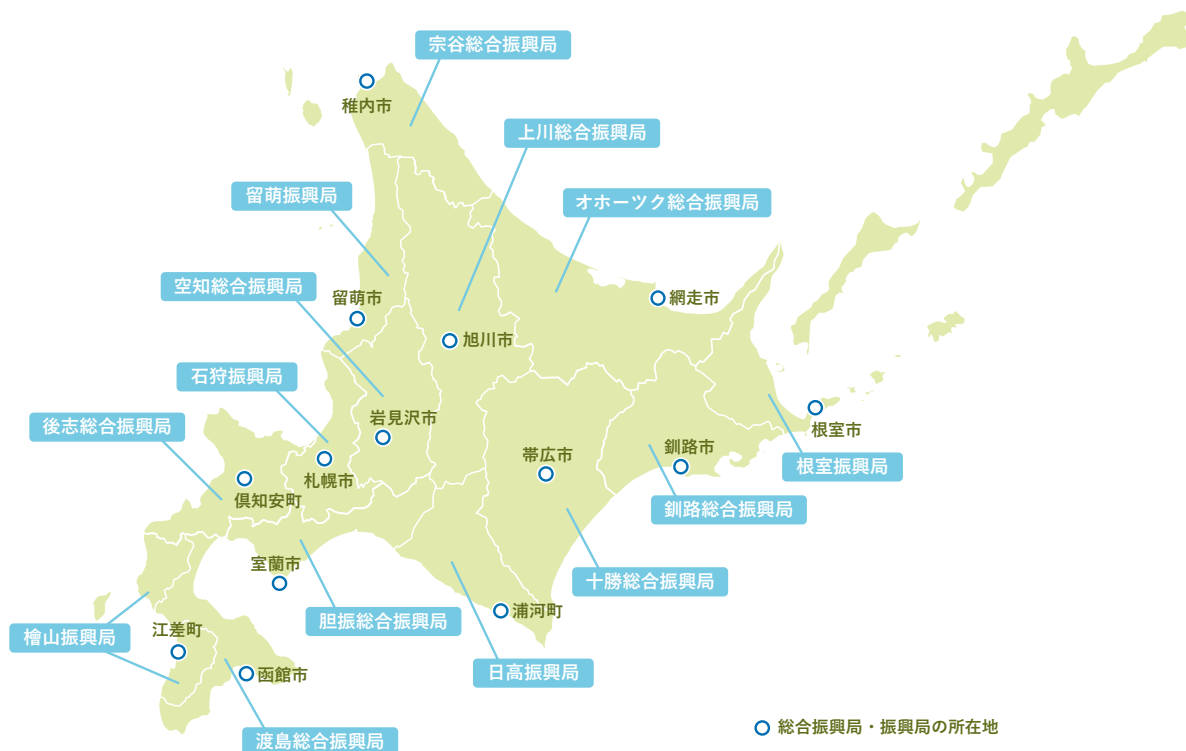 宗谷総合振興局
稚内市
上川総合振興局
留萌振興局
オホーツク総合振興局
空知総合振興局
留萌市
網走市
旭川市
石狩振興局
岩見沢市
後志総合振興局
根室市
釧路市
帯広市
根室振興局
札幌市
倶知安町
釧路総合振興局
室蘭市
十勝総合振興局
浦河町
胆振総合振興局
江差町
檜山振興局
日高振興局
函館市
渡島総合振興局
総合振興局・振興局の所在地